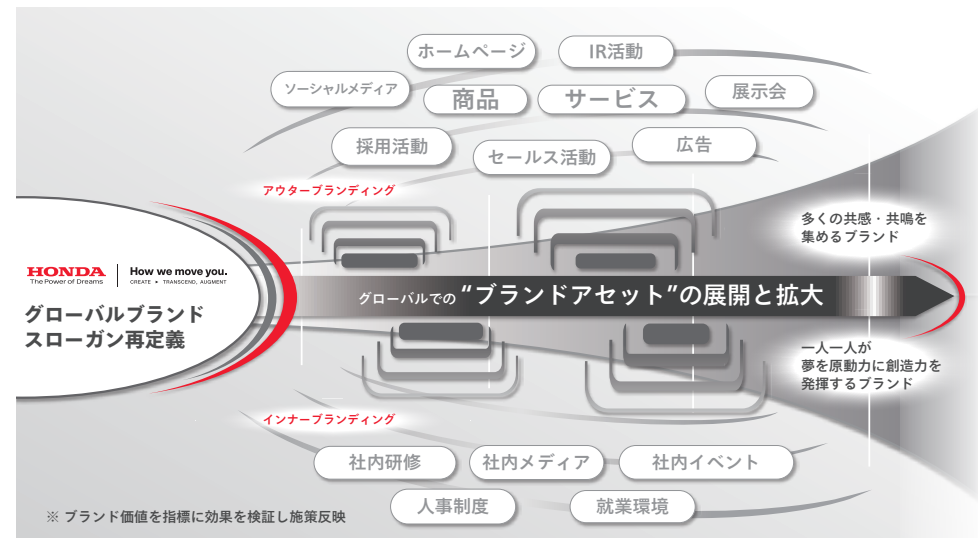 ホームページ
IR活動
ソーシャルメディア
商品
サービス
展示会
採用活動
セールス活動
広告
アウターブランディング
多くの共感・共鳴を
集めるブランド
HONDA
The Power of Dreams
How we move you.
CREATE ▸ TRANSCEND, AUGMENT
グローバルブランド
スローガン再定義
グローバルでの“ブランドアセット”の展開と拡大
一人一人が
夢を原動力に創造力を
発揮するブランド
インナーブランディング
社内研修
社内メディア
社内イベント
人事制度
就業環境
※ ブランド価値を指標に効果を検証し施策反映